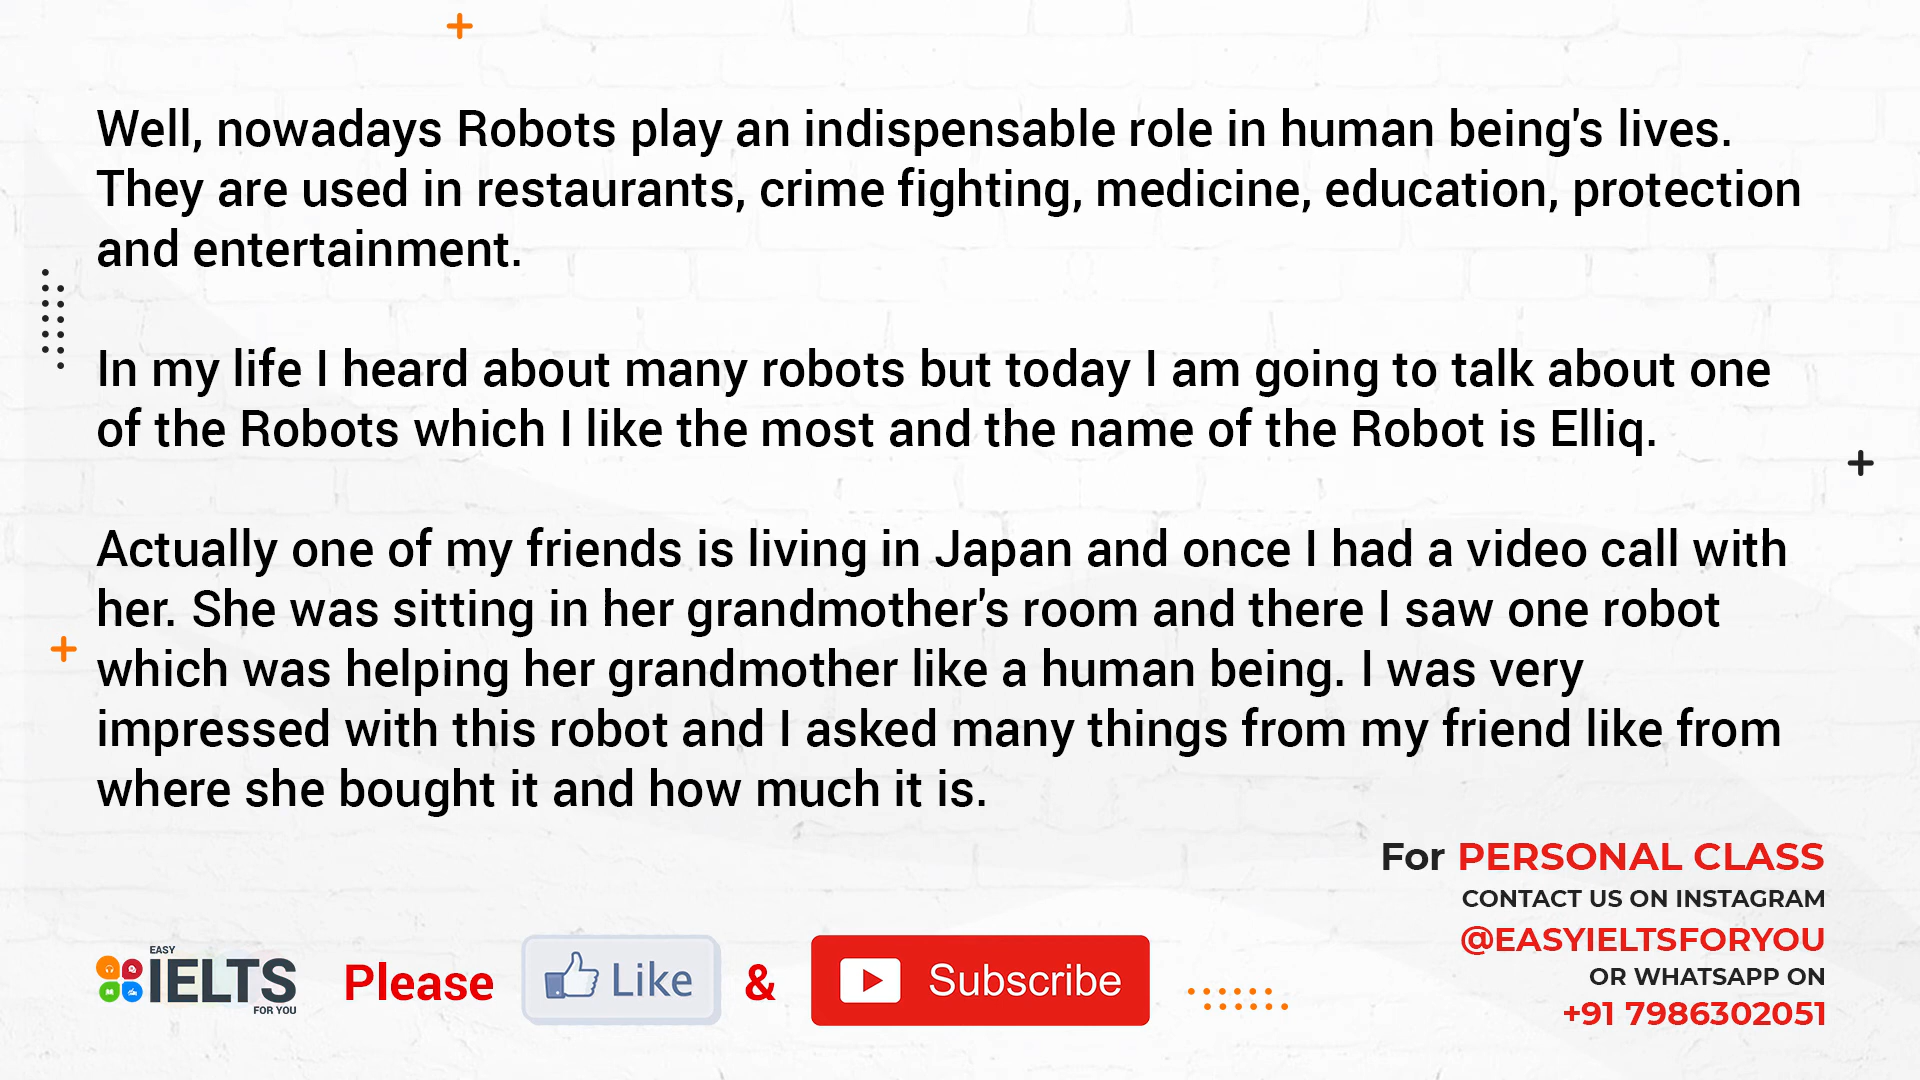 Well, nowadays Robots play an indispensable role in human being's lives.
They are used in restaurants, crime fighting, medicine, education, protection
and entertainment.
In my life I heard about many robots but today I am going to talk about one
of the Robots which I like the most and the name of the Robot is Elliq.
Actually one of my friends is living in Japan and once I had a video call with
her. She was sitting in her grandmother's room and there I saw one robot
which was helping her grandmother like a human being. I was very
impressed with this robot and I asked many things from my friend like from
where she bought it and how much it is.
For PERSONAL CLASS
CONTACT US ON INSTAGRAM
@EASYIELTSFORYOU
OR WHATSAPP ON
+91 7986302051
EASY
IELTS
FOR YOU
Please
Like
&
Subscribe